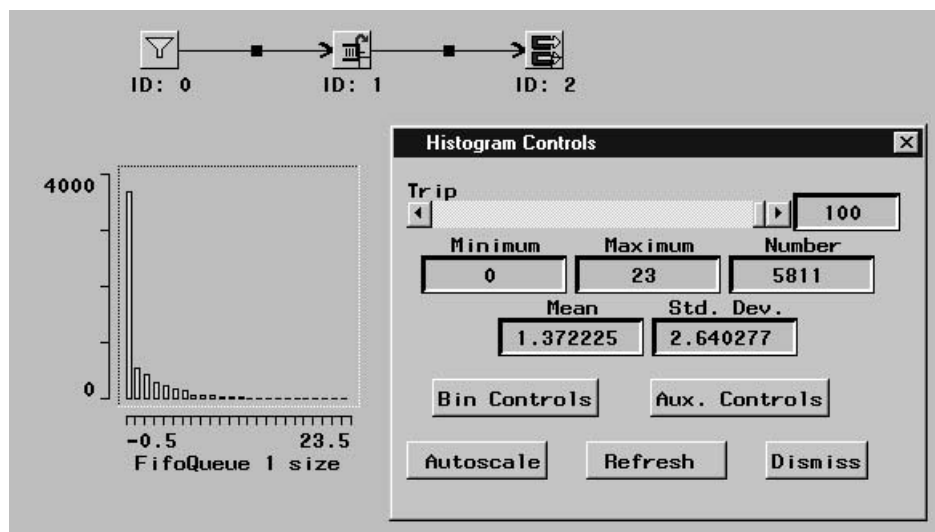 ID: 0
ID: 1
ID: 2
Histogram Controls
Trip
100
Minimum
Maximum
Number
0
23
5811
Mean
Std. Dev.
1.372225
2.640277
Bin Controls
Aux. Controls
Autoscale
Refresh
Dismiss
4000
0
-0.5
23.5
FifoQueue 1 size